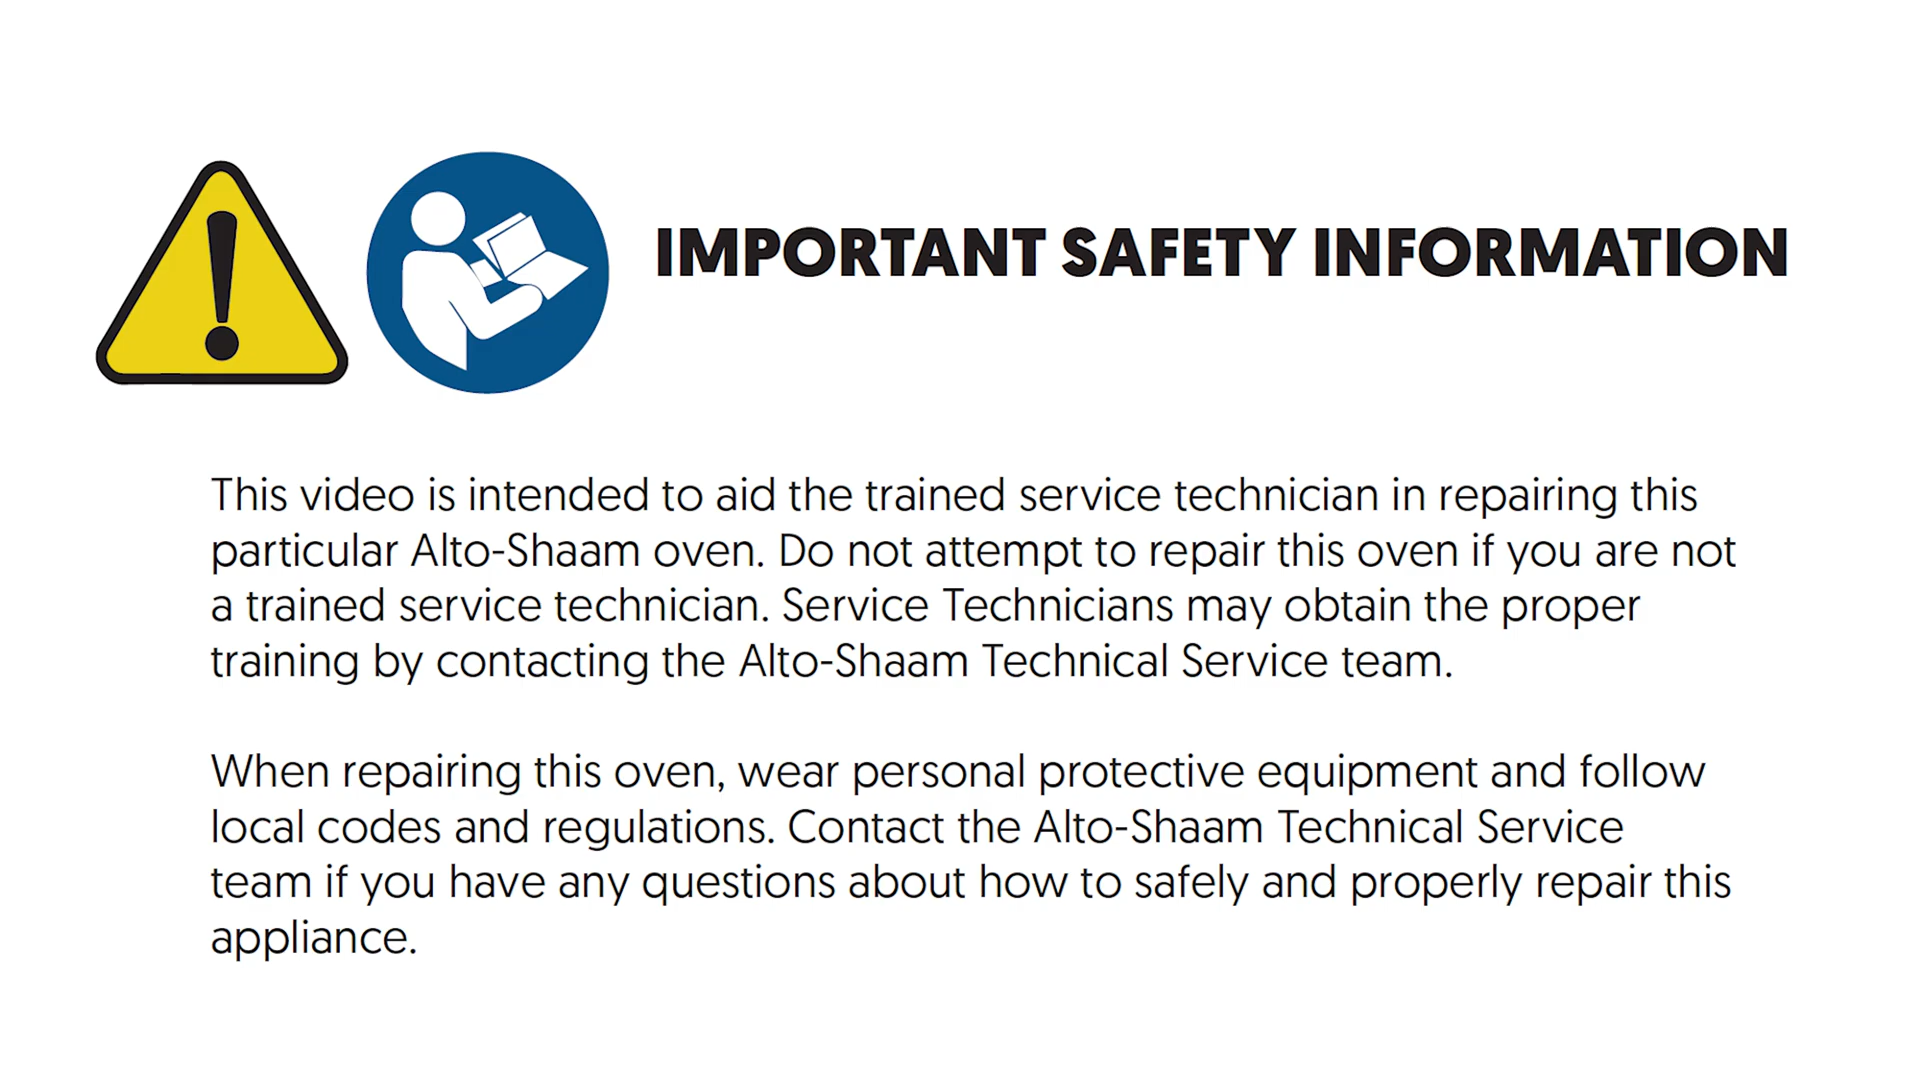 IMPORTANT SAFETY INFORMATION
This video is intended to aid the trained service technician in repairing this
particular Alto-Shaam oven. Do not attempt to repair this oven if you are not
a trained service technician. Service Technicians may obtain the proper
training by contacting the Alto-Shaam Technical Service team.
When repairing this oven, wear personal protective equipment and follow
local codes and regulations. Contact the Alto-Shaam Technical Service
team if you have any questions about how to safely and properly repair this
appliance.